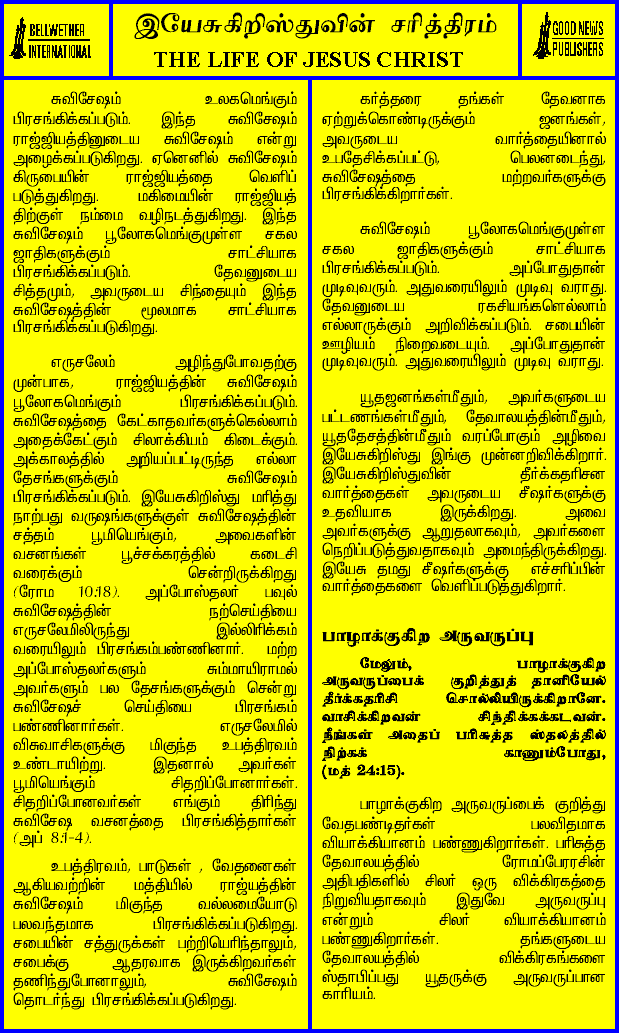 BELLWETHER
INTERNATIONAL
இயேசுகிறிஸ்துவின் சரித்திரம்
THE LIFE OF JESUS CHRIST
GOOD NEWS
PUBLISHERS
சுவிசேஷம் உலகமெங்கும்
பிரசங்கிக்கப்படும். இந்த சுவிசேஷம்
ராஜ்ஜியத்தினுடைய சுவிசேஷம் என்று
அழைக்கப்படுகிறது. ஏனெனில் சுவிசேஷம்
கிருபையின் ராஜ்ஜியத்தை வெளிப்
படுத்துகிறது. மகிமையின் ராஜ்ஜியத்
திற்குள் நம்மை வழிநடத்துகிறது. இந்த
சுவிசேஷம் பூலோகமெங்குமுள்ள சகல
ஜாதிகளுக்கும் சாட்சியாக
பிரசங்கிக்கப்படும். தேவனுடைய
சித்தமும், அவருடைய சிந்தையும் இந்த
சுவிசேஷத்தின் மூலமாக சாட்சியாக
பிரசங்கிக்கப்படுகிறது.
எருசலேம் அழிந்துபோவதற்கு
முன்பாக, ராஜ்ஜியத்தின் சுவிசேஷம்
பூலோகமெங்கும் பிரசங்கிக்கப்படும்.
சுவிசேஷத்தை கேட்காதவர்களுக்கெல்லாம்
அதைக்கேட்கும் சிலாக்கியம் கிடைக்கும்.
அக்காலத்தில் அறியப்பட்டிருந்த எல்லா
தேசங்களுக்கும் சுவிசேஷம்
பிரசங்கிக்கப்படும். இயேசுகிறிஸ்து மரித்து
நாற்பது வருஷங்களுக்குள் சுவிசேஷத்தின்
சத்தம் பூமியெங்கும், அவைகளின்
வசனங்கள் பூச்சக்கரத்தில் கடைசி
வரைக்கும் சென்றிருக்கிறது
(ரோம 10:18). அப்போஸ்தலர் பவுல்
சுவிசேஷத்தின் நற்செய்தியை
எருசலேமிலிருந்து இல்லிரிக்கம்
வரையிலும் பிரசங்கம்பண்ணினார். மற்ற
அப்போஸ்தலர்களும் சும்மாயிராமல்
அவர்களும் பல தேசங்களுக்கும் சென்று
சுவிசேஷச் செய்தியை பிரசங்கம்
பண்ணினார்கள். எருசலேமில்
விசுவாசிகளுக்கு மிகுந்த உபத்திரவம்
உண்டாயிற்று. இதனால் அவர்கள்
பூமியெங்கும் சிதறிப்போனார்கள்.
சிதறிப்போனவர்கள் எங்கும் திரிந்து
சுவிசேஷ வசனத்தை பிரசங்கித்தார்கள்
(அப் 8:1-4).
உபத்திரவம், பாடுகள் , வேதனைகள்
ஆகியவற்றின் மத்தியில் ராஜ்யத்தின்
சுவிசேஷம் மிகுந்த வல்லமையோடு
பலவந்தமாக பிரசங்கிக்கப்படுகிறது.
சபையின் சத்துருக்கள் பற்றியெரிந்தாலும்,
சபைக்கு ஆதரவாக இருக்கிறவர்கள்
தணிந்துபோனாலும், சுவிசேஷம்
தொடர்ந்து பிரசங்கிக்கப்படுகிறது.
கர்த்தரை தங்கள் தேவனாக
ஏற்றுக்கொண்டிருக்கும் ஜனங்கள்,
அவருடைய வார்த்தையினால்
உபதேசிக்கப்பட்டு, பெலனடைந்து,
சுவிசேஷத்தை மற்றவர்களுக்கு
பிரசங்கிக்கிறார்கள்.
சுவிசேஷம் பூலோகமெங்குமுள்ள
சகல ஜாதிகளுக்கும் சாட்சியாக
பிரசங்கிக்கப்படும். அப்போதுதான்
முடிவுவரும். அதுவரையிலும் முடிவு வராது.
தேவனுடைய ரகசியங்களெல்லாம்
எல்லாருக்கும் அறிவிக்கப்படும். சபையின்
ஊழியம் நிறைவடையும். அப்போதுதான்
முடிவுவரும். அதுவரையிலும் முடிவு வராது.
யூதஜனங்கள்மீதும், அவர்களுடைய
பட்டணங்கள்மீதும், தேவாலயத்தின்மீதும்,
யூததேசத்தின்மீதும் வரப்போகும் அழிவை
இயேசுகிறிஸ்து இங்கு முன்னறிவிக்கிறார்.
இயேசுகிறிஸ்துவின் தீர்க்கதரிசன
வார்த்தைகள் அவருடைய சீஷர்களுக்கு
உதவியாக இருக்கிறது. அவை
அவர்களுக்கு ஆறுதலாகவும், அவர்களை
நெறிப்படுத்துவதாகவும் அமைந்திருக்கிறது.
இயேசு தமது சீஷர்களுக்கு எச்சரிப்பின்
வார்த்தைகளை வெளிப்படுத்துகிறார்.
பாழாக்குகிற அருவருப்பு
மேலும், பாழாக்குகிற
அருவருப்பைக் குறித்துத் தானியேல்
தீர்க்கதரிசி சொல்லியிருக்கிறானே.
வாசிக்கிறவன் சிந்திக்கக்கடவன்.
நீங்கள் அதைப் பரிசுத்த ஸ்தலத்தில்
நிற்கக் காணும்போது,
(மத் 24:15).
பாழாக்குகிற அருவருப்பைக் குறித்து
வேதபண்டிதர்கள் பலவிதமாக
வியாக்கியானம் பண்ணுகிறார்கள். பரிசுத்த
தேவாலயத்தில் ரோமப்பேரரசின்
அதிபதிகளில் சிலர் ஒரு விக்கிரகத்தை
நிறுவியதாகவும் இதுவே அருவருப்பு
என்றும் சிலர் வியாக்கியானம்
பண்ணுகிறார்கள். தங்களுடைய
தேவாலயத்தில் விக்கிரகங்களை
ஸ்தாபிப்பது யூதருக்கு அருவருப்பான
காரியம்.